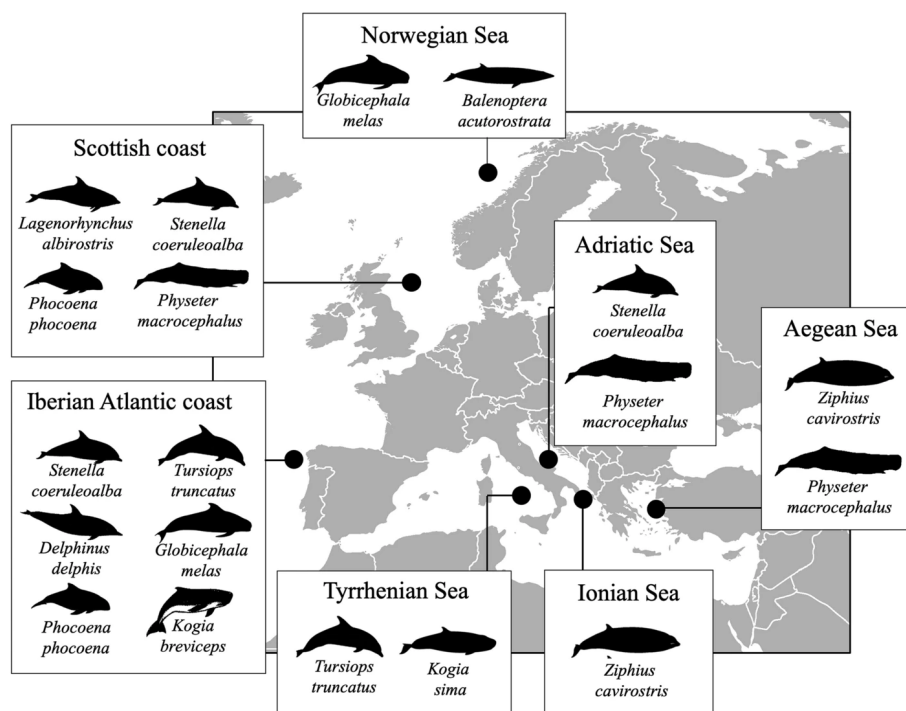 Norwegian Sea
Globicephala
melas
Balenoptera
acutorostrata
Scottish coast
Lagenorhynchus
albirostris
Stenella
coeruleoalba
Phocoena
phocoena
Physeter
macrocephalus
Adriatic Sea
Stenella
coeruleoalba
Physeter
macrocephalus
Aegean Sea
Ziphius
cavirostris
Physeter
macrocephalus
Iberian Atlantic coast
Stenella
coeruleoalba
Tursiops
truncatus
Delphinus
delphis
Globicephala
melas
Phocoena
phocoena
Kogia
breviceps
Tyrrhenian Sea
Tursiops
truncatus
Kogia
sima
Ionian Sea
Ziphius
cavirostris